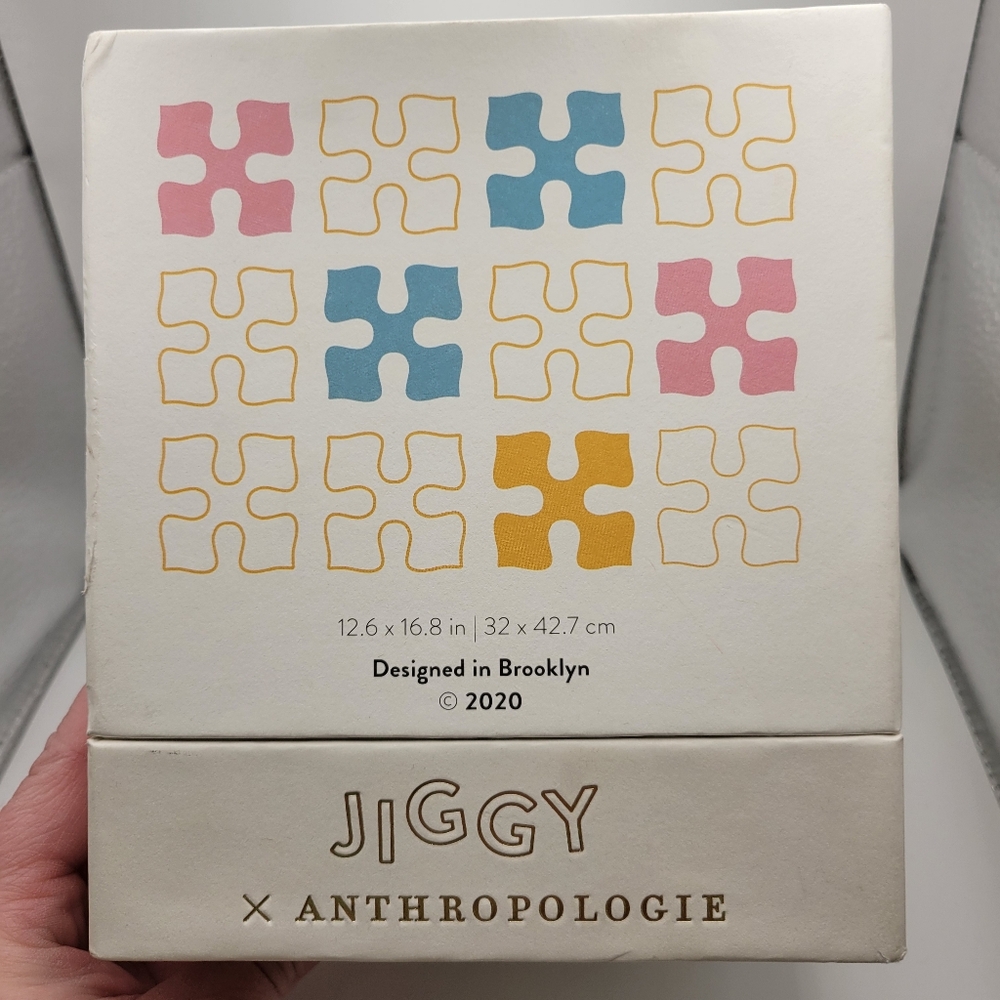 12.6 x 16.8 in | 32 x 42.7 cm
Designed in Brooklyn
© 2020
JIGGY
× ANTHROPOLOGIE